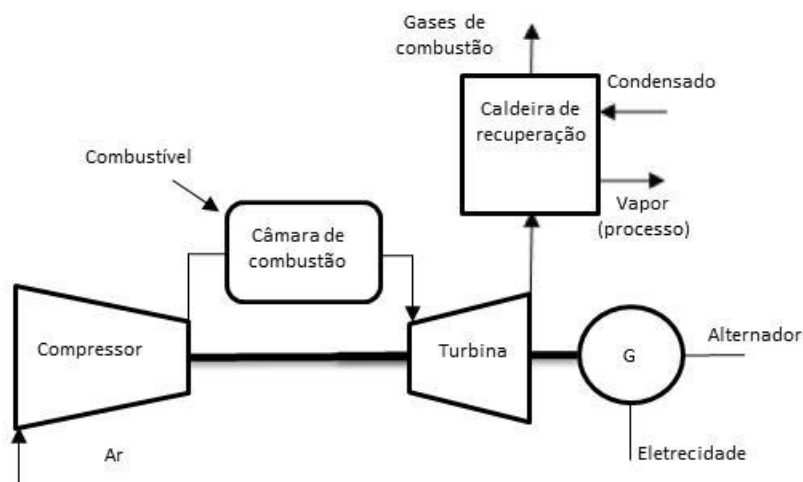 Gases de
combustão
Condensado
Caldeira de
recuperação
Combustível
Vapor
(processo)
Câmara de
combustão
Compressor
Turbina
G
Alternador
Ar
Eletrecidade